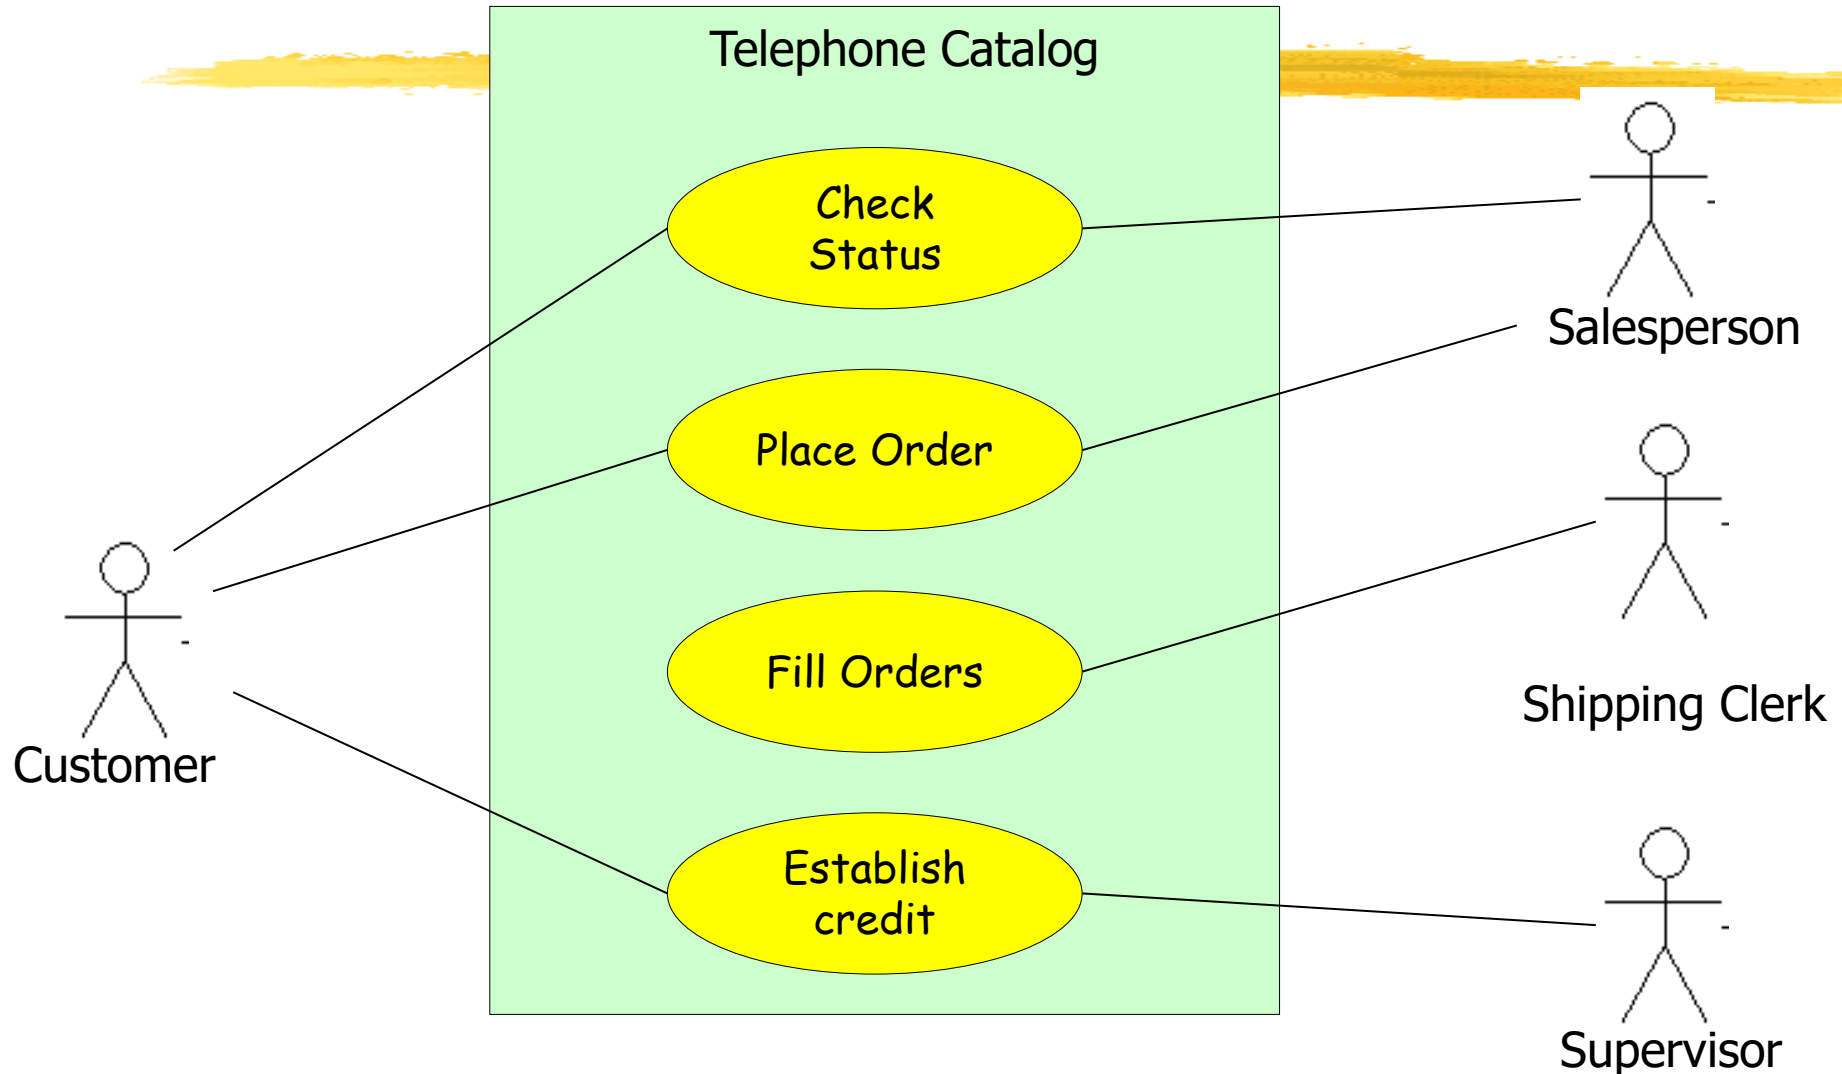 Telephone Catalog
Check
Status
Salesperson
Place Order
Fill Orders
Shipping Clerk
Customer
Establish
credit
Supervisor